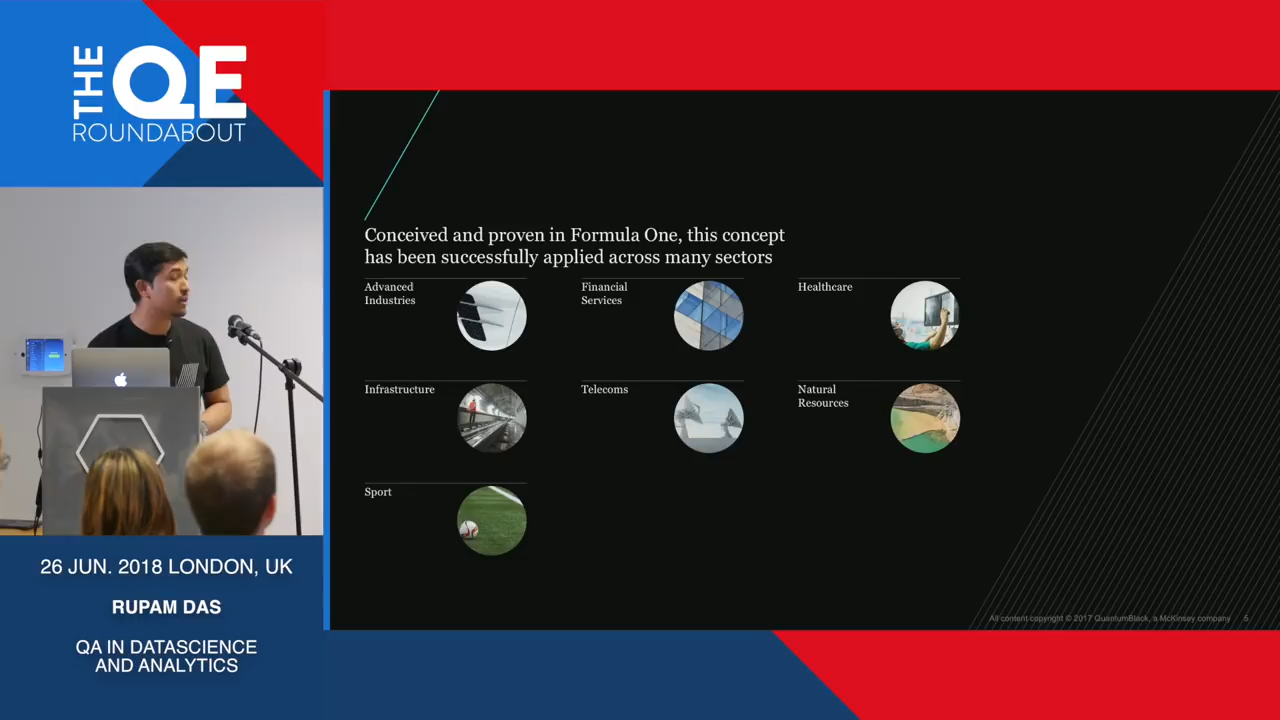 THE
QE
ROUNDABOUT
26 JUN. 2018 LONDON, UK
RUPAM DAS
QA IN DATASCIENCE
AND ANALYTICS
Conceived and proven in Formula One, this concept
has been successfully applied across many sectors
Advanced
Industries
Financial
Services
Healthcare
Infrastructure
Telecoms
Natural
Resources
Sport
All content copyright © 2017 QuantumBlack, a McKinsey company 5